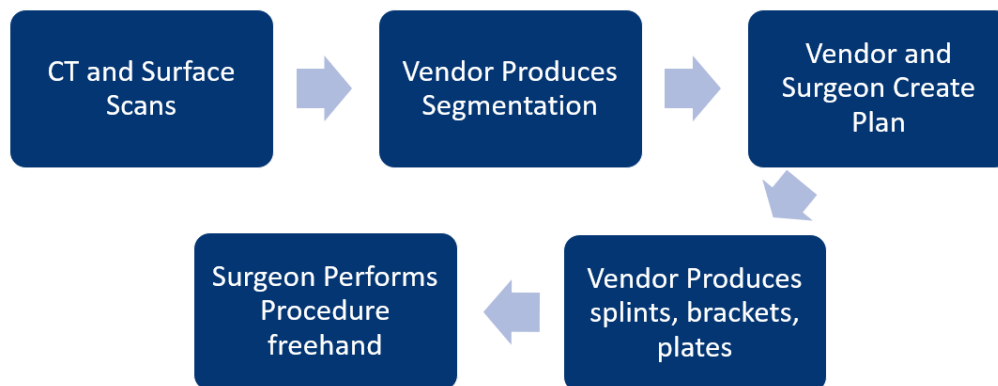 CT and Surface
Scans
Vendor Produces
Segmentation
Vendor and
Surgeon Create
Plan
Vendor Produces
splints, brackets,
plates
Surgeon Performs
Procedure
freehand